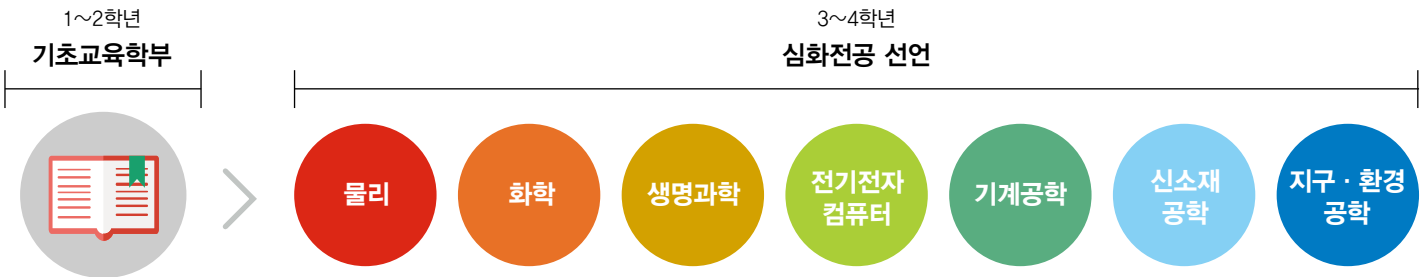 1～2학년
기초교육학부
3～4학년
심화전공 선언
물리
화학
생명과학
전기전자
컴퓨터
기계공학
신소재
공학
지구 · 환경
공학